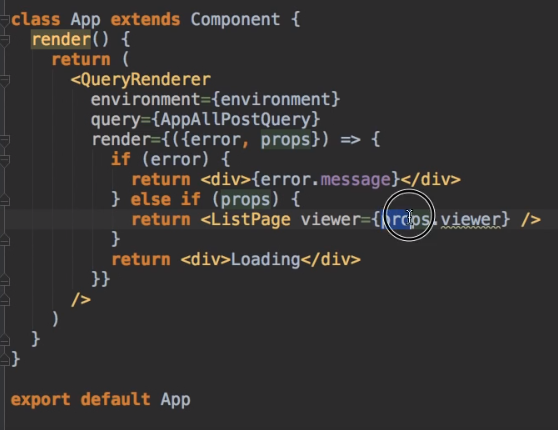 class App extends Component {
render() {
return (
<QueryRenderer
environment={environment}
query={AppAllPostQuery}
render={({error, props}) => {
if (error) {
return <div>{error.message}</div>
} else if (props) {
return <ListPage viewer={props.viewer} />
}
return <div>Loading</div>
}}
/>
)
}
}
export default App